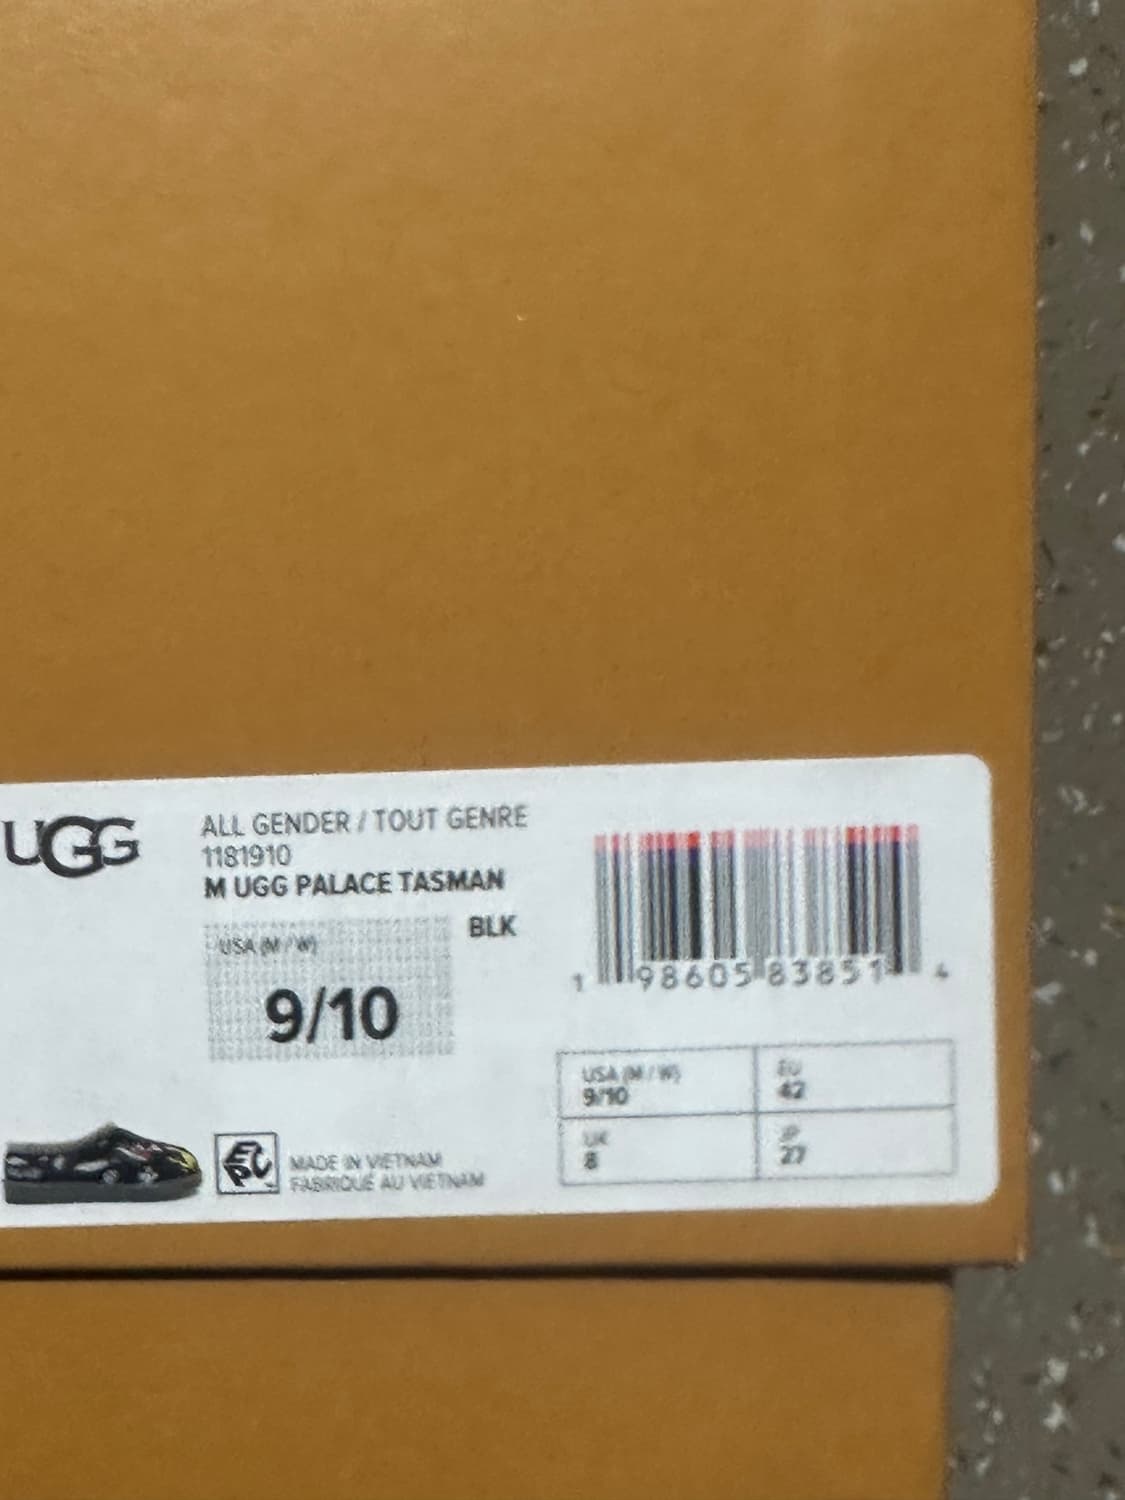 UGG
ALL GENDER / TOUT GENRE
1181910
M UGG PALACE TASMAN
BLK
USA (M / W)
9/10
1 98605 83851 4
USA (M / W)
9/10
EU
42
UK
8
JP
27
EPC
MADE IN VIETNAM
FABRIQUÉ AU VIETNAM